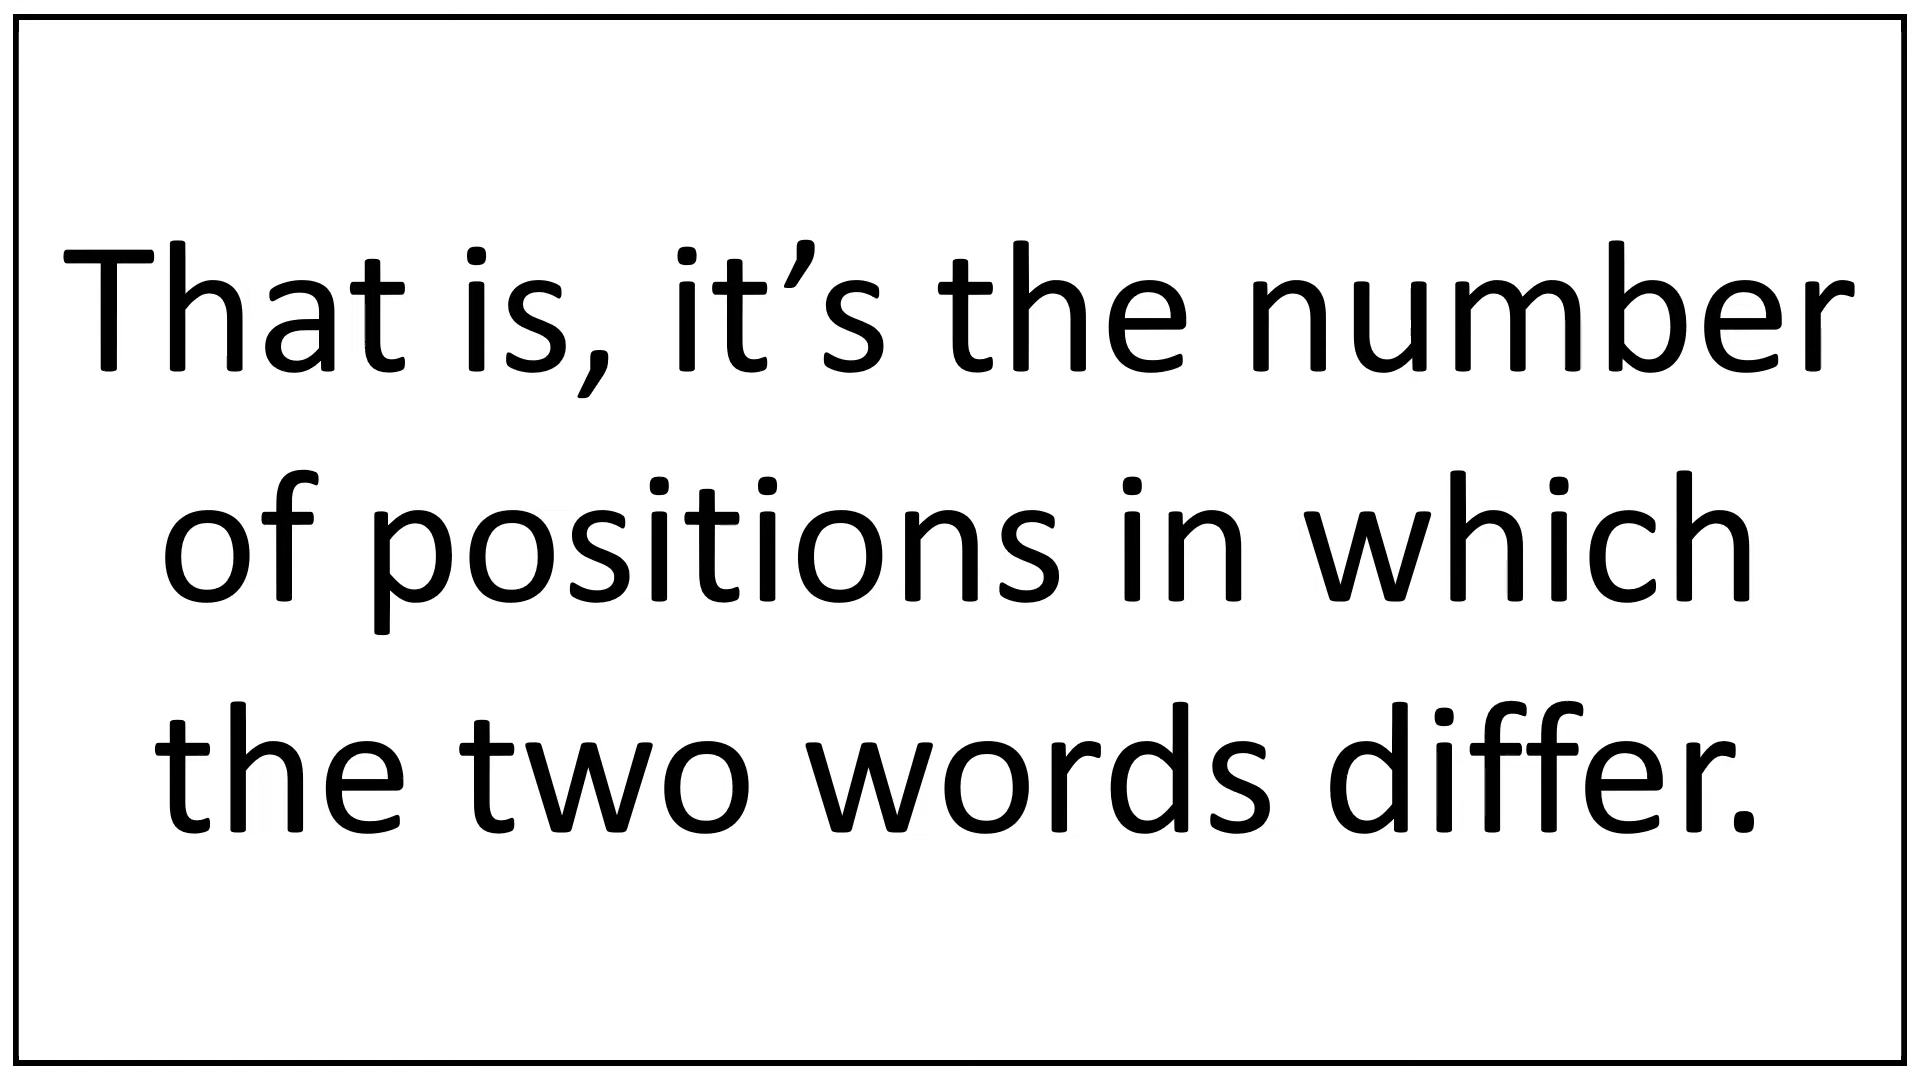 That is, it’s the number
of positions in which
the two words differ.